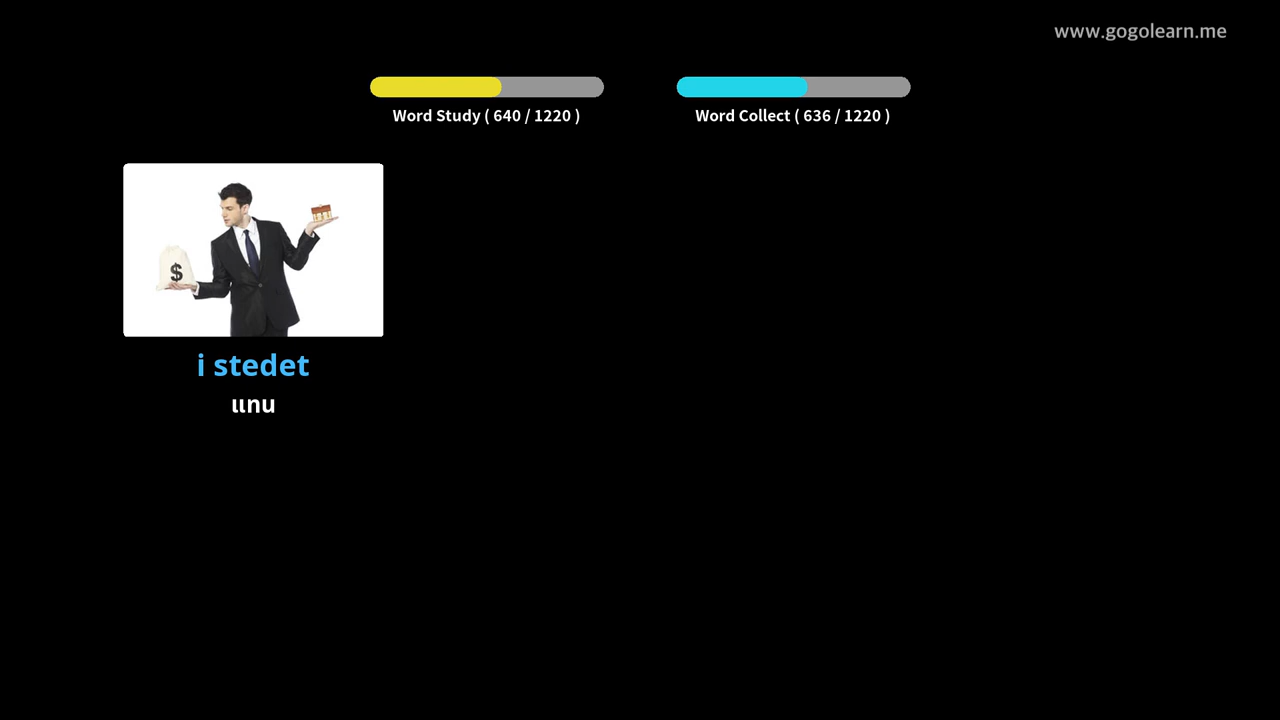 www.gogolearn.me
Word Study ( 640 / 1220 )
Word Collect ( 636 / 1220 )
$
i stedet
แทน